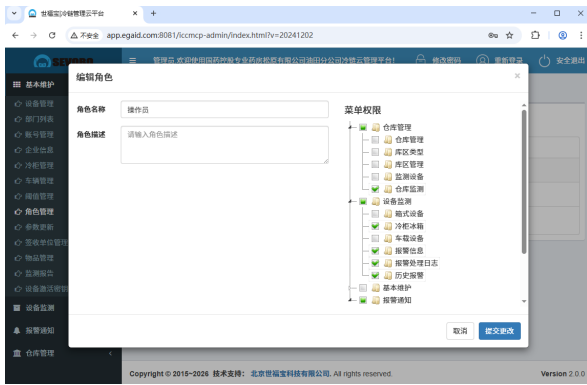 世福宝冷链管理云平台
不安全 app.egaid.com:8081/iccmcp-admin/index.html?v=20241202
管理员,欢迎使用国药控股专业药房松原有限公司油田分公司冷链云管理平台!
修改密码
重新登录
安全退出
基本维护
设备管理
部门列表
账号管理
企业信息
冷柜管理
车辆管理
阈值管理
角色管理
参数更新
签收单位管理
物品管理
监测报告
设备激活密钥
设备监测
报警通知
仓库管理
编辑角色
角色名称
操作员
角色描述
请输入角色描述
菜单权限
仓库管理
仓库管理
库区类型
库区管理
监测设备
仓库监测
设备监测
箱式设备
冷柜冰箱
车载设备
报警信息
报警处理日志
历史报警
基本维护
报警通知
取消
提交更改
Copyright © 2015~2026 技术支持: 北京世福宝科技有限公司. All rights reserved.
Version 2.0.0